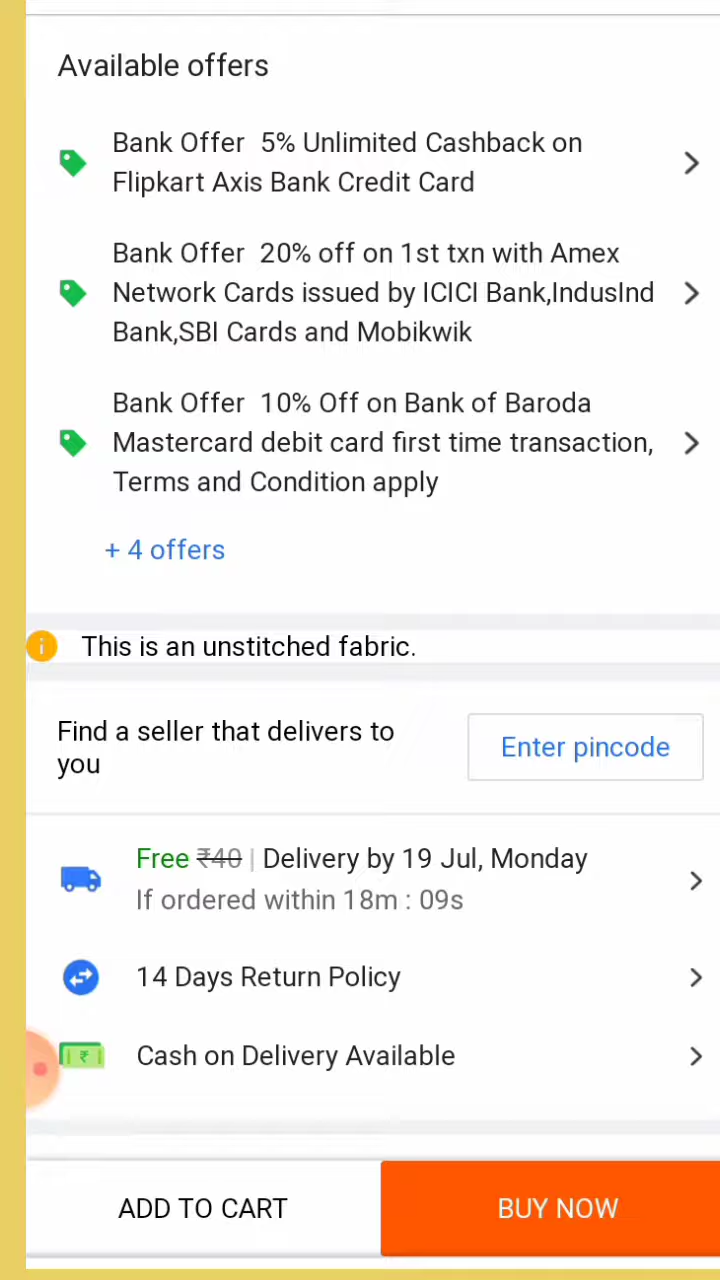 Available offers
Bank Offer 5% Unlimited Cashback on
Flipkart Axis Bank Credit Card
Bank Offer 20% off on 1st txn with Amex
Network Cards issued by ICICI Bank,IndusInd
Bank,SBI Cards and Mobikwik
Bank Offer 10% Off on Bank of Baroda
Mastercard debit card first time transaction,
Terms and Condition apply
+ 4 offers
This is an unstitched fabric.
Find a seller that delivers to
you
Enter pincode
Free ₹40 | Delivery by 19 Jul, Monday
If ordered within 18m : 09s
14 Days Return Policy
₹
Cash on Delivery Available
ADD TO CART
BUY NOW